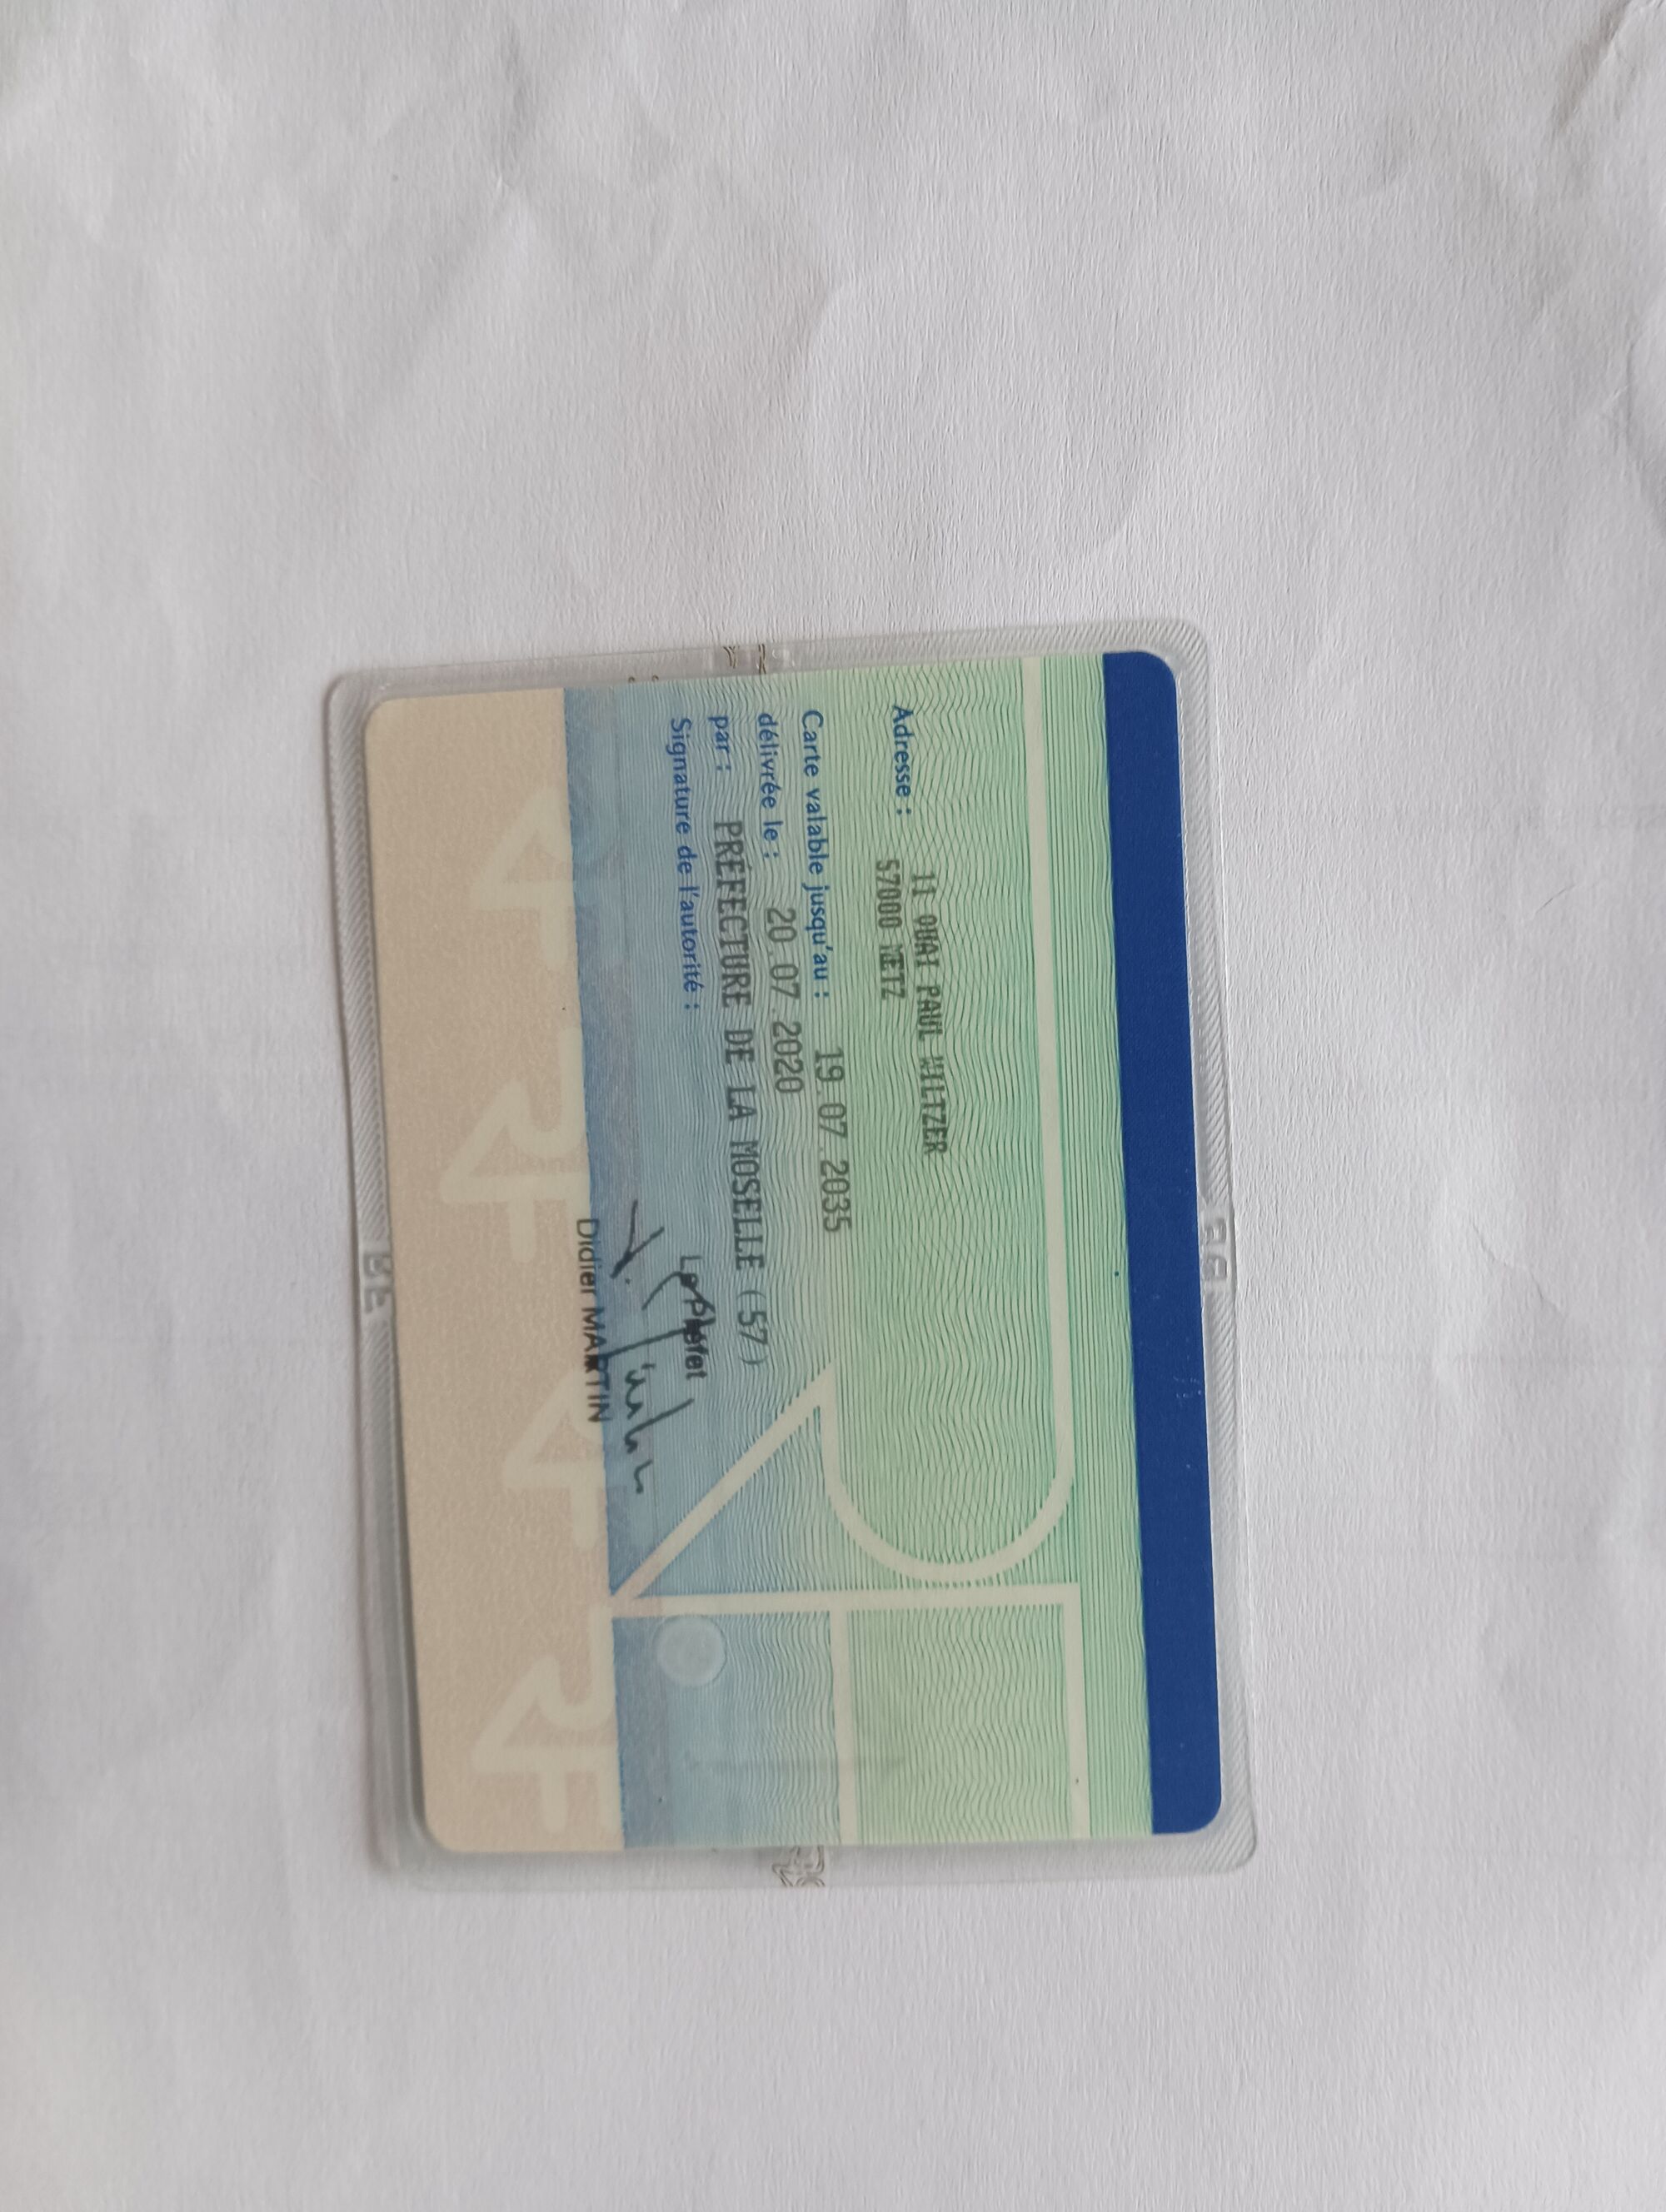 Adresse : 11 QUAI PAUL WILTZER
57000 METZ
Carte valable jusqu'au : 19.07.2035
délivrée le : 20.07.2020
par : PRÉFECTURE DE LA MOSELLE (57)
Signature de l'autorité :
Le Préfet
Didier MARTIN
RF